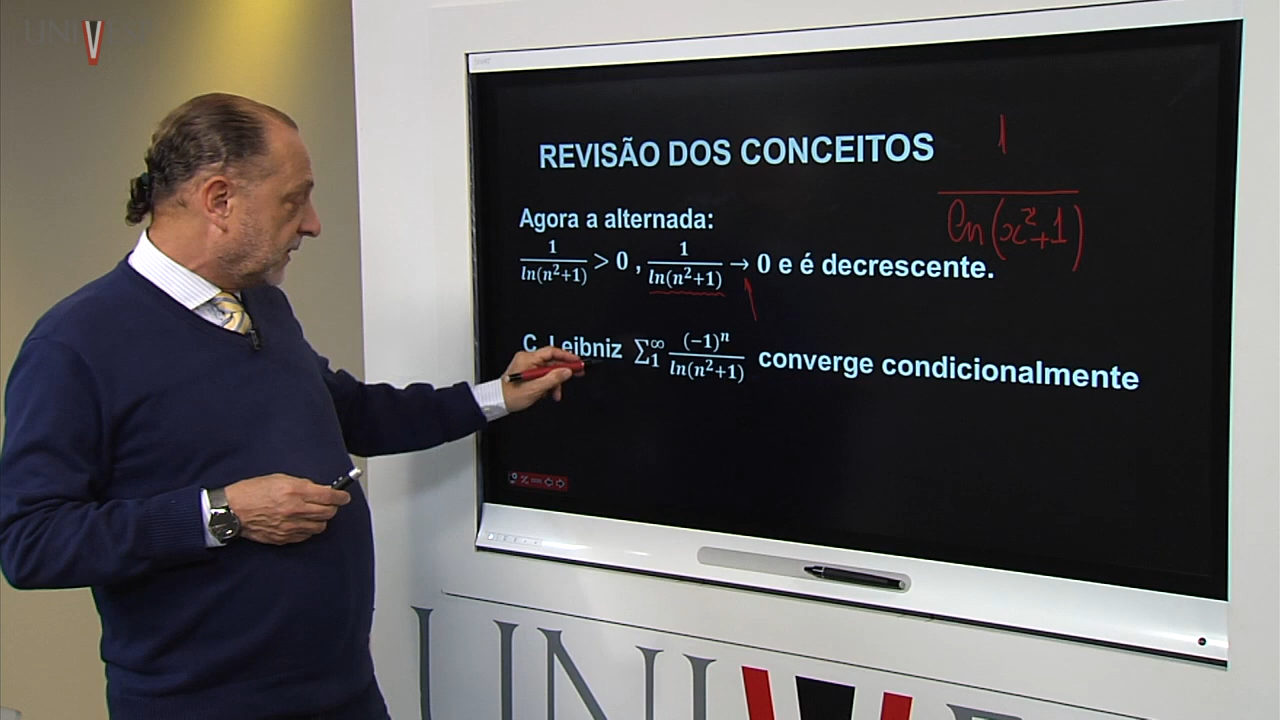 REVISÃO DOS CONCEITOS
1
ln(x²+1)
Agora a alternada:
1/ln(n²+1) > 0 , 1/ln(n²+1) → 0 e é decrescente.
C. Leibniz ∑₁^∞ (-1)ⁿ/ln(n²+1) converge condicionalmente